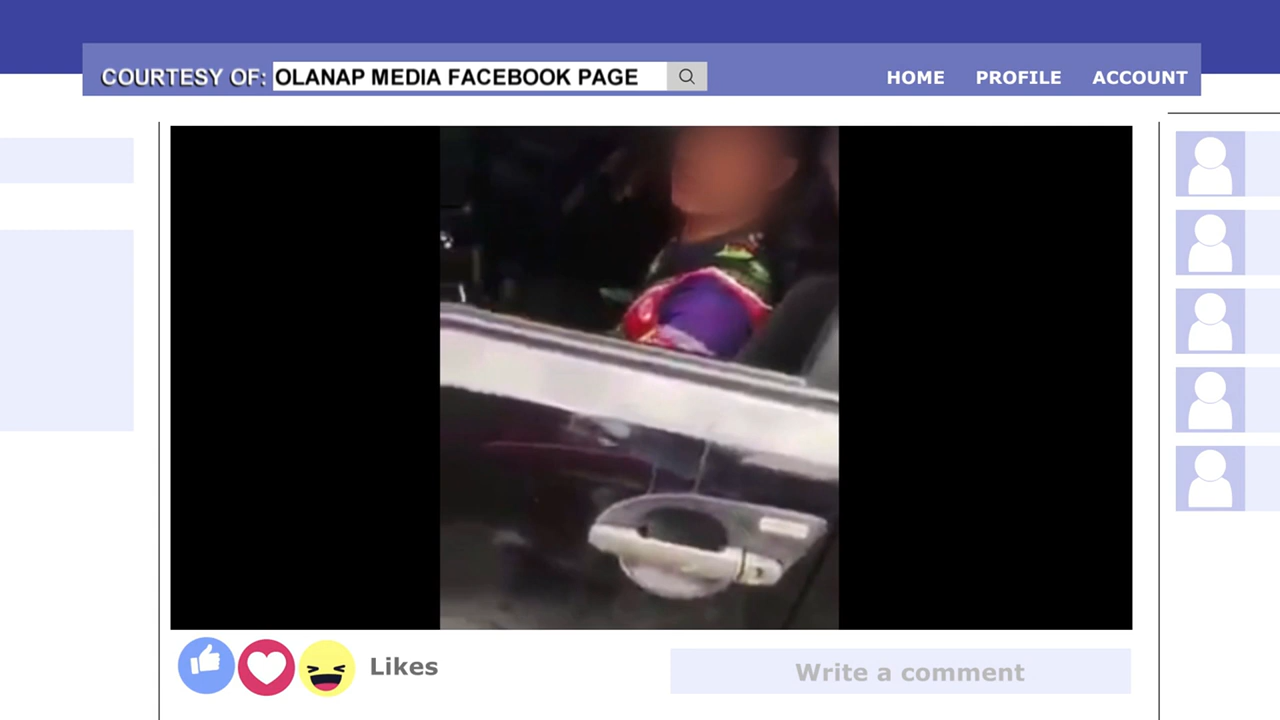 COURTESY OF: OLANAP MEDIA FACEBOOK PAGE
HOME PROFILE ACCOUNT
Likes
Write a comment